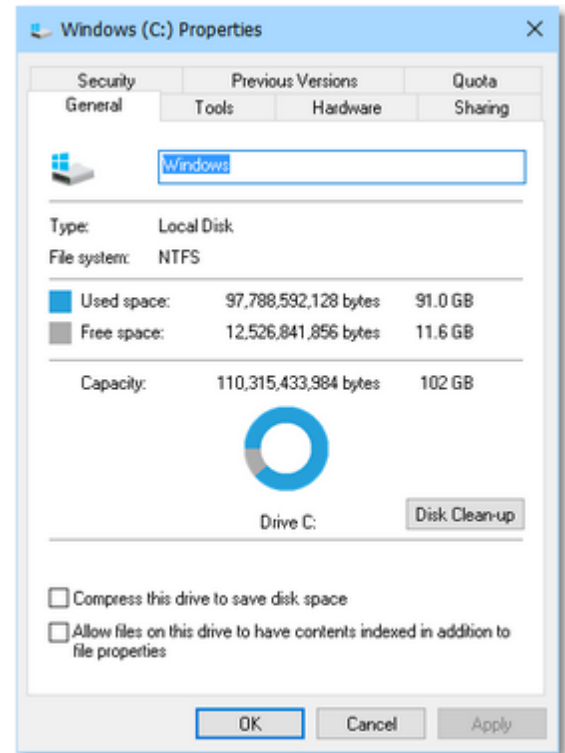 Windows (C:) Properties
Security Previous Versions Quota
General Tools Hardware Sharing
Windows
Type: Local Disk
File system: NTFS
Used space: 97,788,592,128 bytes 91.0 GB
Free space: 12,526,841,856 bytes 11.6 GB
Capacity: 110,315,433,984 bytes 102 GB
Drive C:
Disk Clean-up
Compress this drive to save disk space
Allow files on this drive to have contents indexed in addition to
file properties
OK Cancel Apply